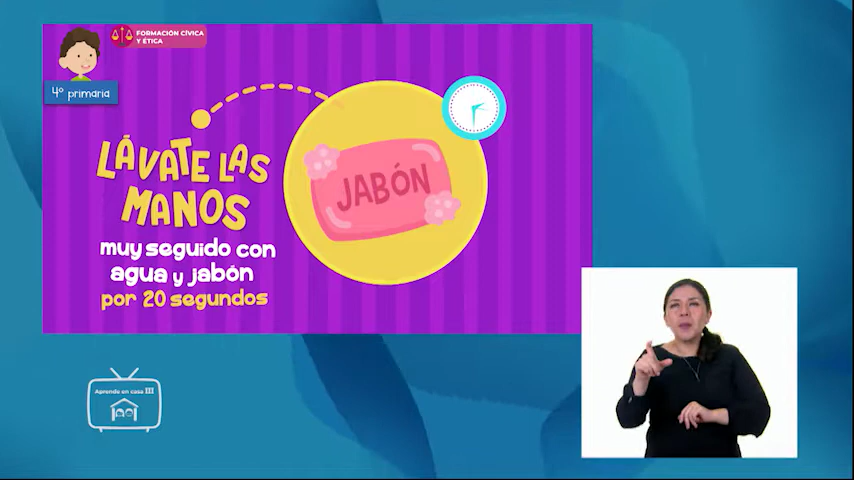 FORMACIÓN CÍVICA
Y ÉTICA
4º primaria
LÁVATE LAS
MANOS
muy seguido con
agua y jabón
por 20 segundos
JABÓN
Aprende en casa III